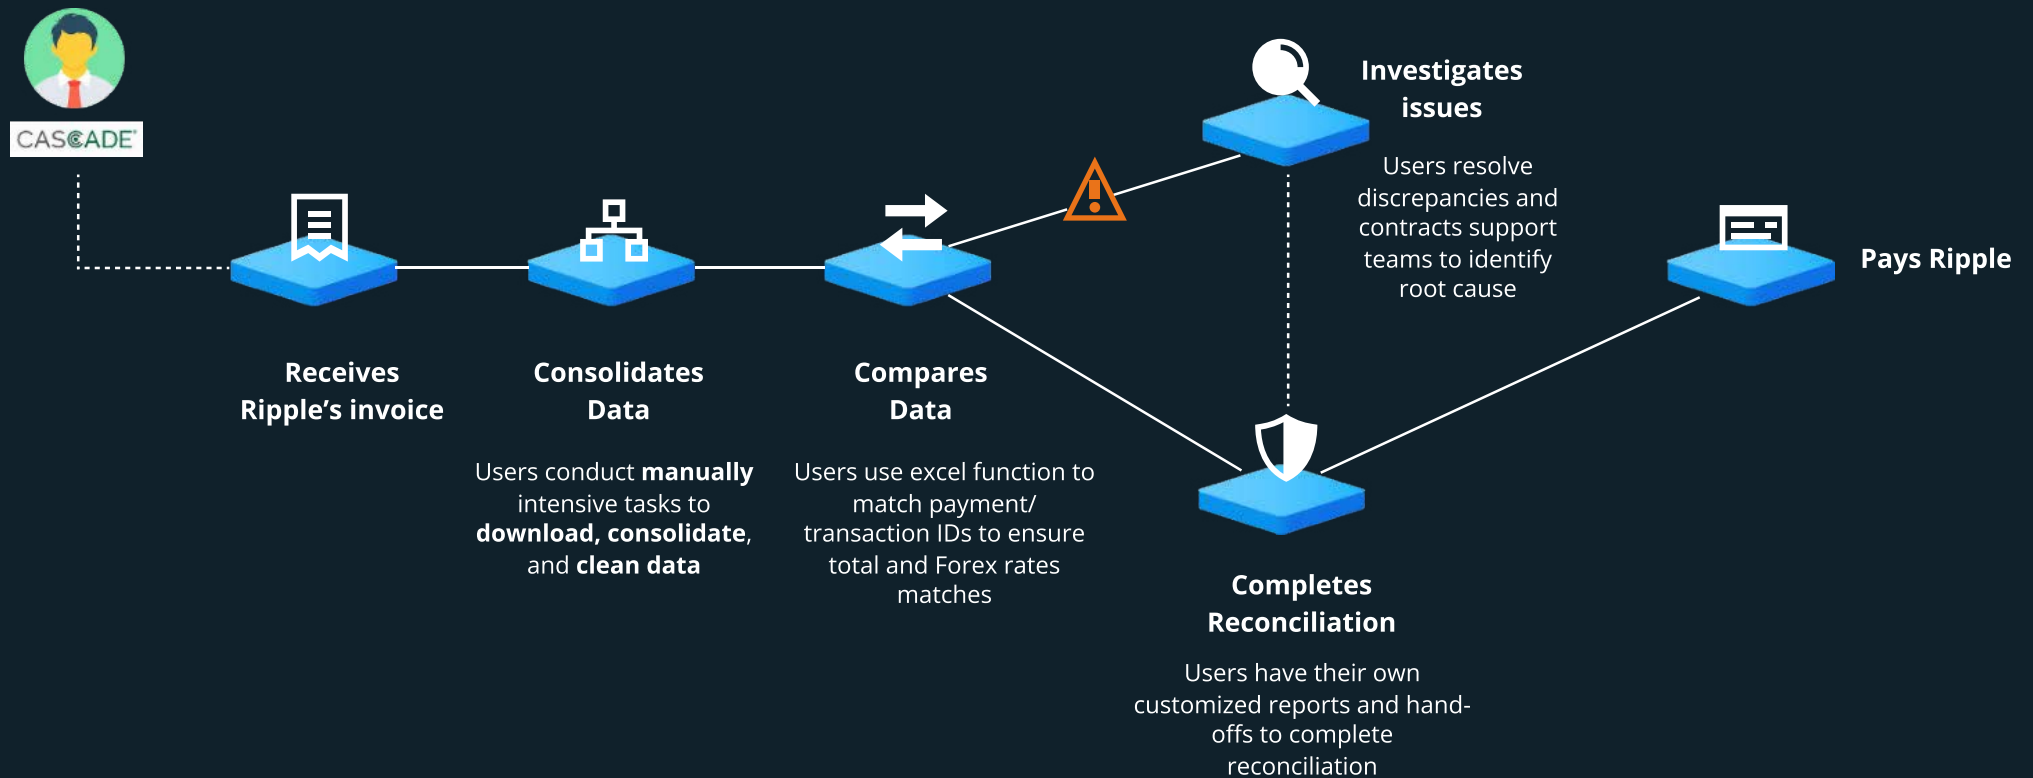 CASCADE®
Receives
Ripple’s invoice
Consolidates
Data
Users conduct manually
intensive tasks to
download, consolidate,
and clean data
Compares
Data
Users use excel function to
match payment/
transaction IDs to ensure
total and Forex rates
matches
Investigates
issues
Users resolve
discrepancies and
contracts support
teams to identify
root cause
Completes
Reconciliation
Users have their own
customized reports and hand-
offs to complete
reconciliation
Pays Ripple